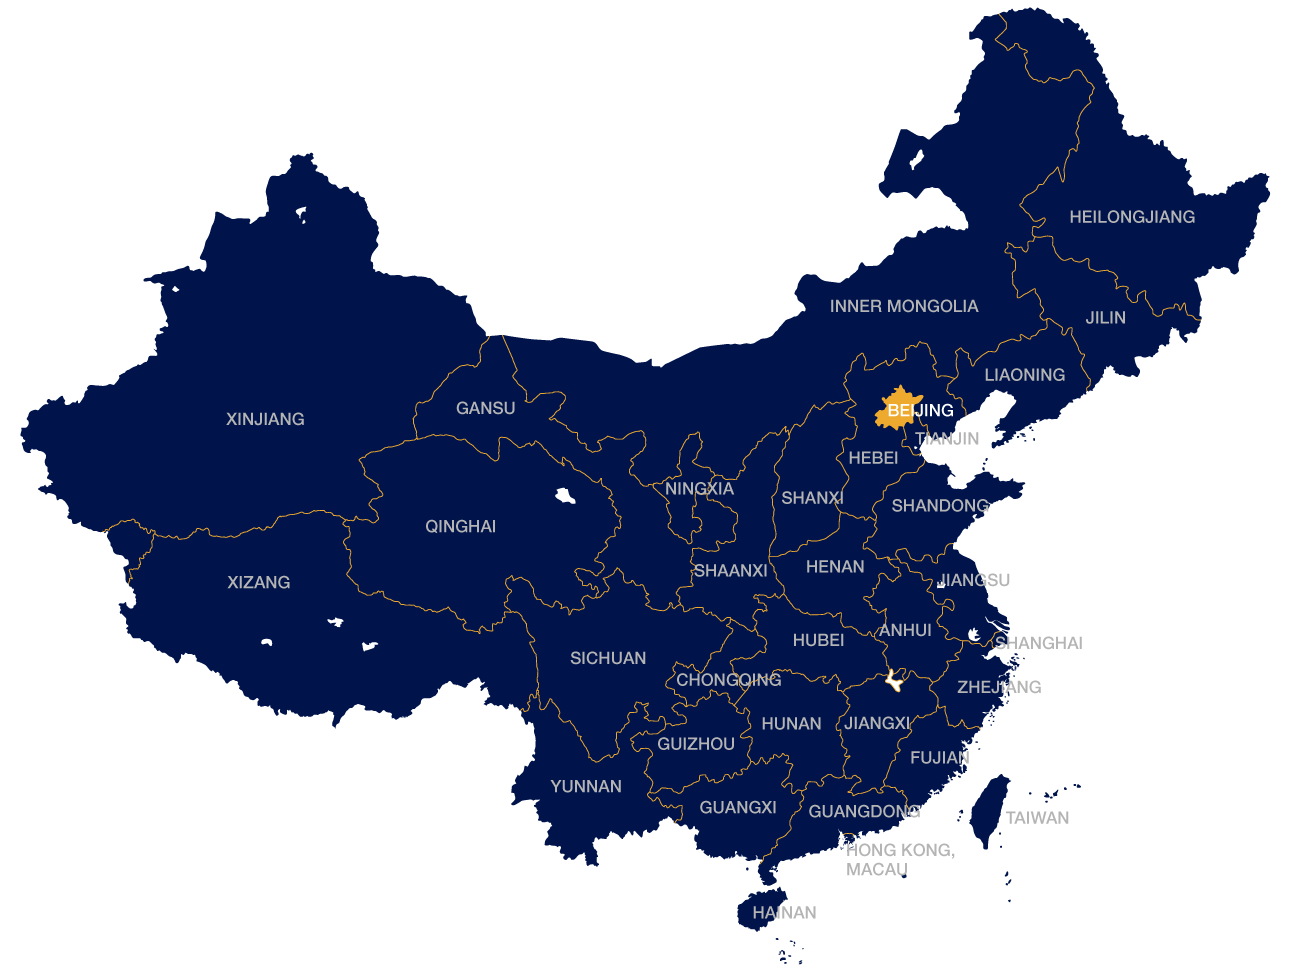 HEILONGJIANG
INNER MONGOLIA
JILIN
LIAONING
GANSU
BEIJING
XINJIANG
TIANJIN
HEBEI
NINGXIA
SHANXI
SHANDONG
QINGHAI
HENAN
SHAANXI
JIANGSU
XIZANG
ANHUI
HUBEI
SHANGHAI
SICHUAN
CHONGQING
ZHEJIANG
HUNAN
JIANGXI
GUIZHOU
FUJIAN
YUNNAN
GUANGXI
GUANGDONG
TAIWAN
HONG KONG,
MACAU
HAINAN